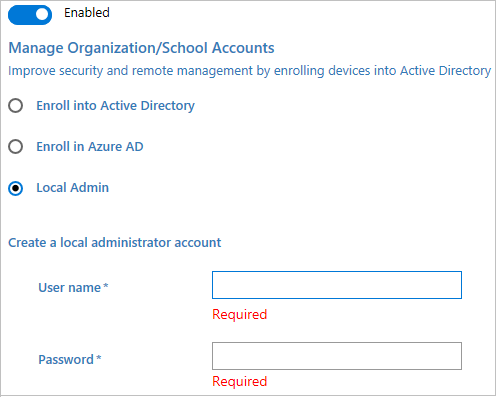 Enabled
Manage Organization/School Accounts
Improve security and remote management by enrolling devices into Active Directory
Enroll into Active Directory
Enroll in Azure AD
Local Admin
Create a local administrator account
User name *
Required
Password *
Required